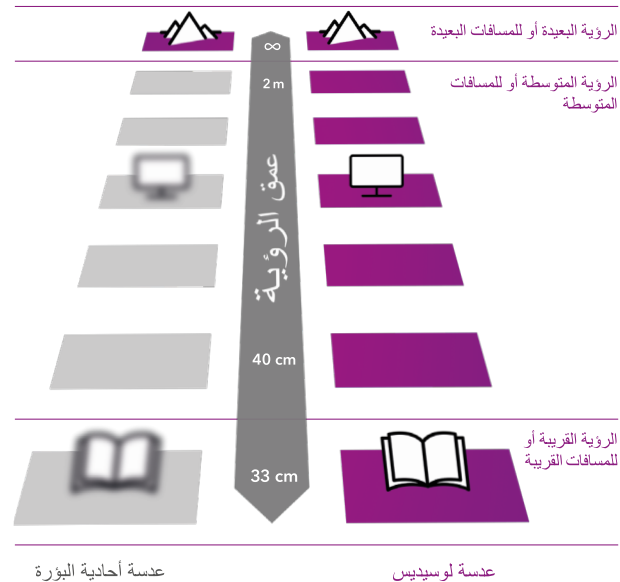 الرؤية البعيدة أو للمسافات البعيدة
∞
الرؤية المتوسطة أو للمسافات
المتوسطة
2 m
عمق الرؤية
40 cm
الرؤية القريبة أو
للمسافات القريبة
33 cm
عدسة لوسيديس
عدسة أحادية البؤرة